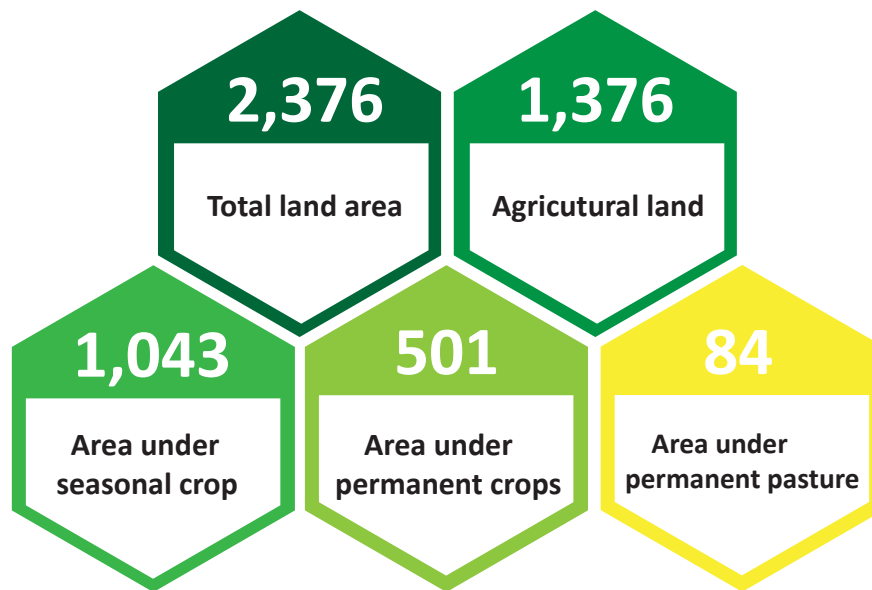 2,376
Total land area
1,376
Agricutural land
1,043
Area under
seasonal crop
501
Area under
permanent crops
84
Area under
permanent pasture